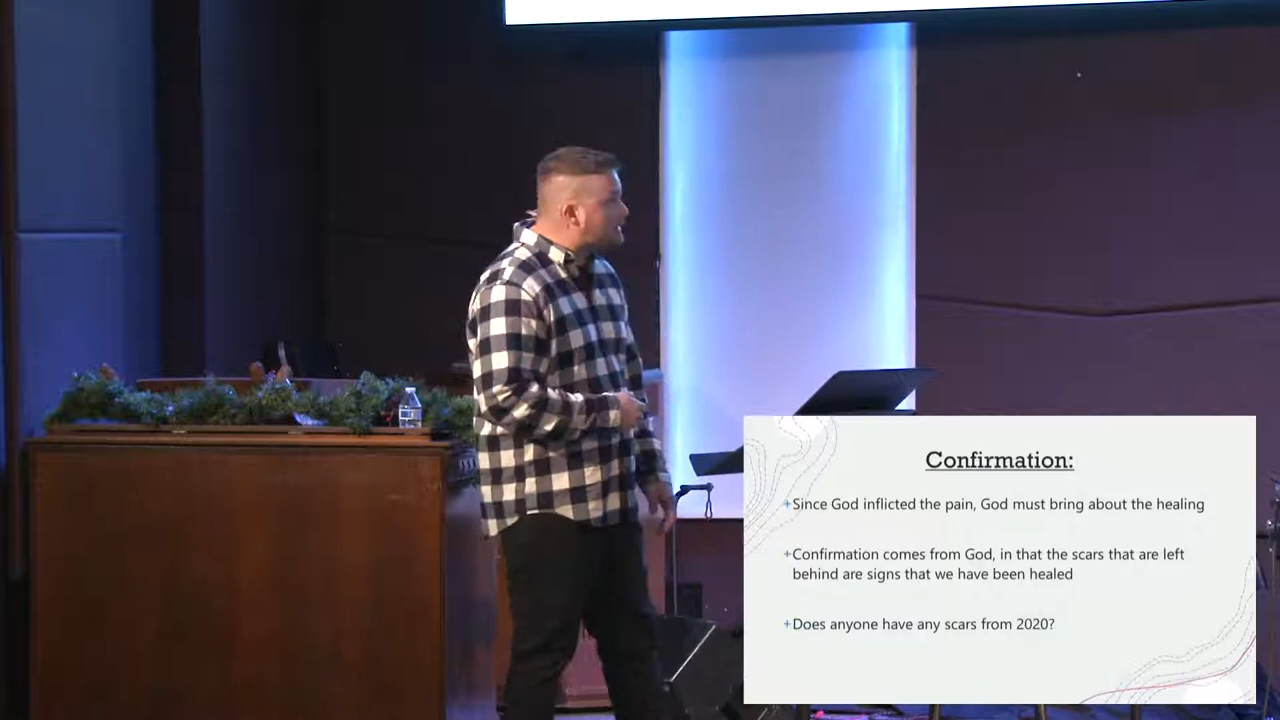 Confirmation:
+Since God inflicted the pain, God must bring about the healing
+Confirmation comes from God, in that the scars that are left
behind are signs that we have been healed
+Does anyone have any scars from 2020?